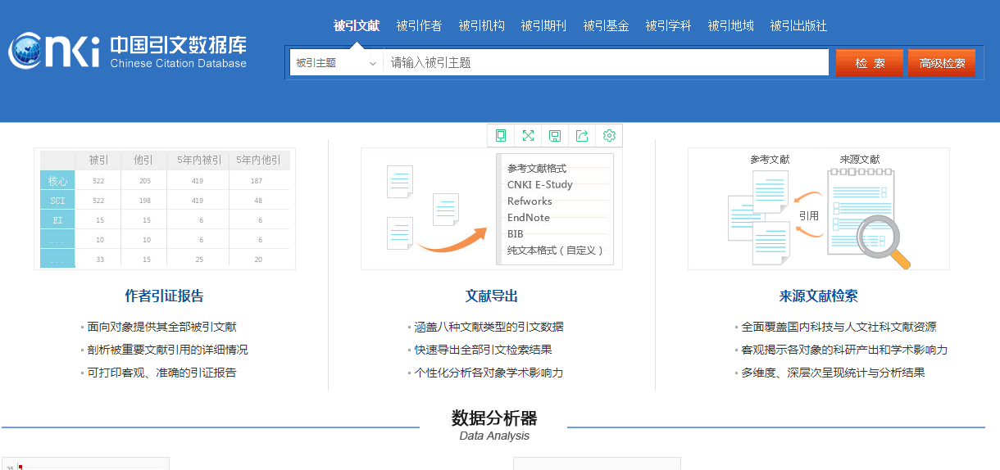 被引文献 被引作者 被引机构 被引期刊 被引基金 被引学科 被引地域 被引出版社
cnki 中国引文数据库
Chinese Citation Database
被引主题 请输入被引主题 检 索 高级检索
被引 他引 5年内被引 5年内他引
核心 522 205 419 187
SCI 522 198 419 48
EI 15 15 6 6
... 10 10 6 6
... 33 15 25 20
作者引证报告
面向对象提供其全部被引文献
剖析被重要文献引用的详细情况
可打印客观、准确的引证报告
参考文献格式
CNKI E-Study
Refworks
EndNote
BIB
纯文本格式（自定义）
文献导出
涵盖八种文献类型的引文数据
快速导出全部引文检索结果
个性化分析各对象学术影响力
参考文献 来源文献
引用
来源文献检索
全面覆盖国内科技与人文社科文献资源
客观揭示各对象的科研产出和学术影响力
多维度、深层次呈现统计与分析结果
数据分析器
Data Analysis
35